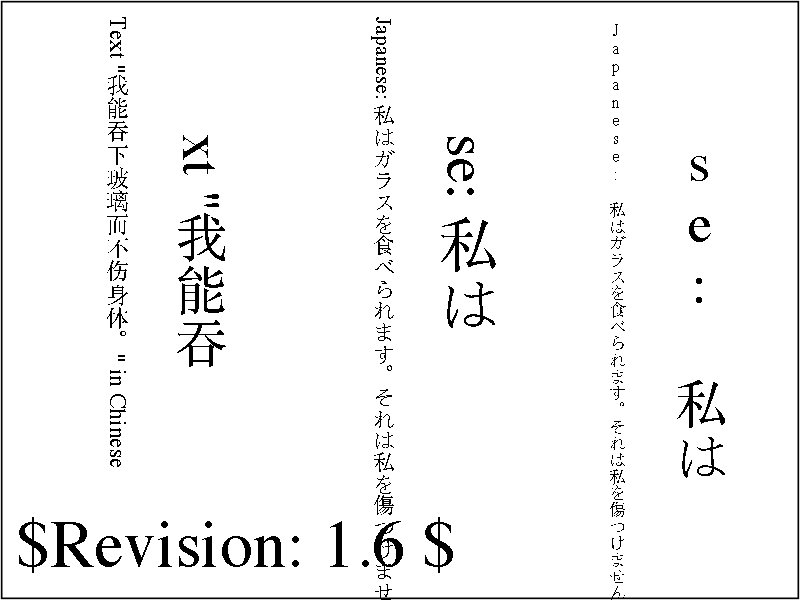 Text "我能吞下玻璃而不伤身体。" in Chinese
xt "我能吞
Japanese: 私はガラスを食べられます。それは私を傷つけませ
se: 私は
Japanese: 私はガラスを食べられます。それは私を傷つけません
se: 私は
$Revision: 1.6 $